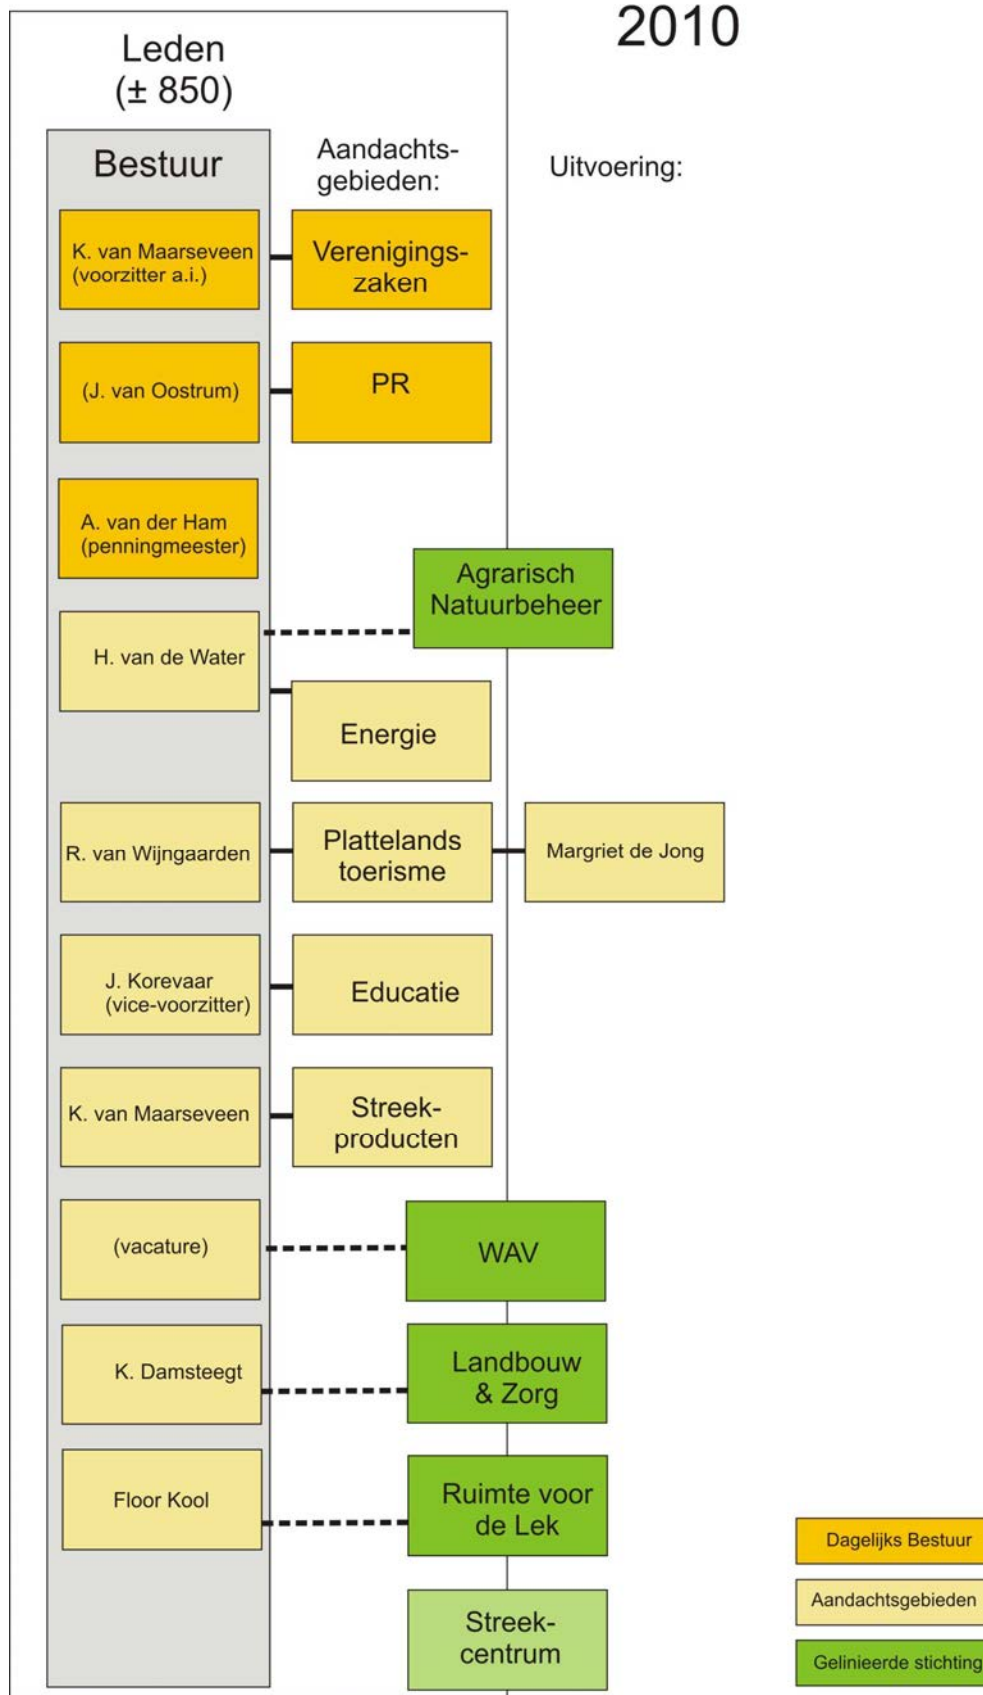 2010
Leden
(± 850)
Bestuur
Aandachts-
gebieden:
Uitvoering:
K. van Maarseveen
(voorzitter a.i.)
Verenigings-
zaken
(J. van Oostrum)
PR
A. van der Ham
(penningmeester)
Agrarisch
Natuurbeheer
H. van de Water
Energie
R. van Wijngaarden
Plattelands
toerisme
Margriet de Jong
J. Korevaar
(vice-voorzitter)
Educatie
K. van Maarseveen
Streek-
producten
(vacature)
WAV
K. Damsteegt
Landbouw
& Zorg
Floor Kool
Ruimte voor
de Lek
Streek-
centrum
Dagelijks Bestuur
Aandachtsgebieden
Gelinieerde stichting